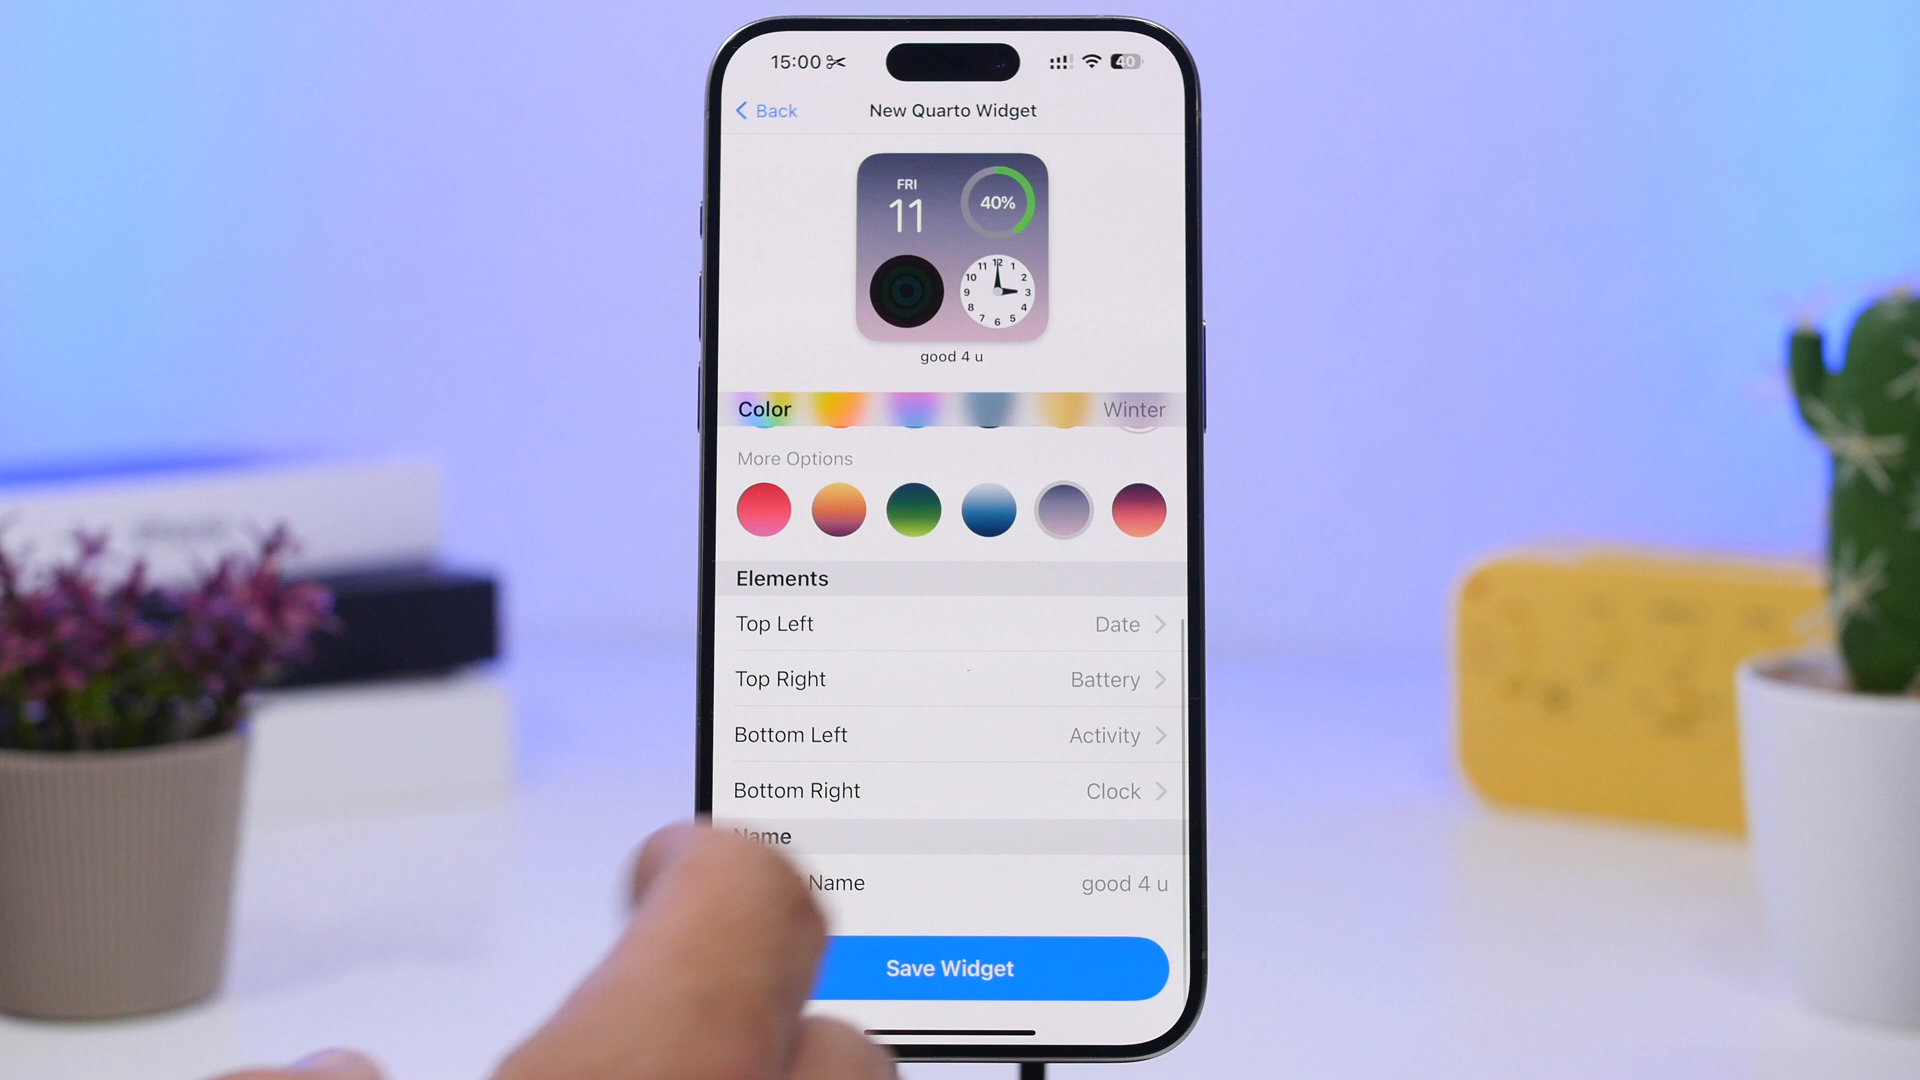 15:00
40
Back
New Quarto Widget
FRI
11
40%
12
1
2
3
4
5
6
7
8
9
10
11
good 4 u
Color
Winter
More Options
Elements
Top Left
Date
Top Right
Battery
Bottom Left
Activity
Bottom Right
Clock
Name
Name
good 4 u
Save Widget